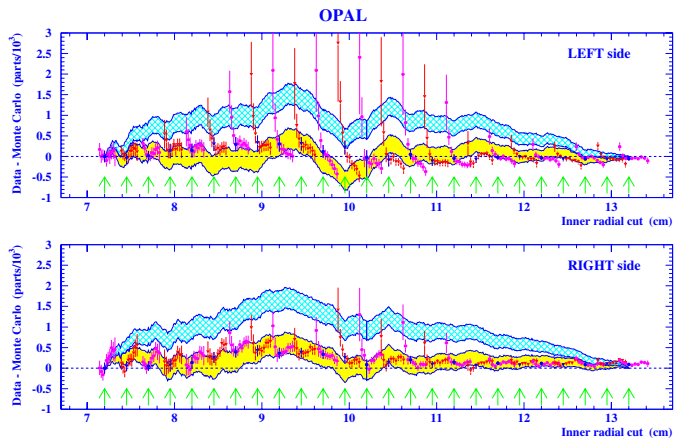 OPAL
Data - Monte Carlo (parts/10³)
3
2.5
2
1.5
1
0.5
0
-0.5
-1
LEFT side
7 8 9 10 11 12 13
Inner radial cut (cm)
Data - Monte Carlo (parts/10³)
3
2.5
2
1.5
1
0.5
0
-0.5
-1
RIGHT side
7 8 9 10 11 12 13
Inner radial cut (cm)